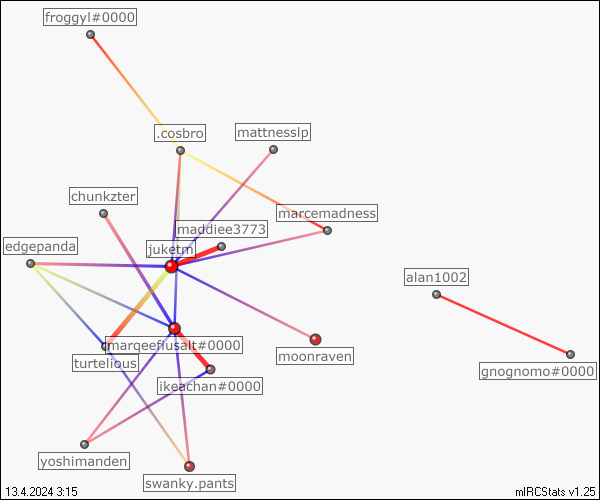 froggyl#0000
.cosbro
mattnesslp
chunkzter
marcemadness
maddiee3773
edgepanda
juketm
alan1002
marqeeffusalt#0000
turtelious
moonraven
gnognomo#0000
ikeachan#0000
yoshimanden
swanky.pants
13.4.2024 3:15
mIRCStats v1.25